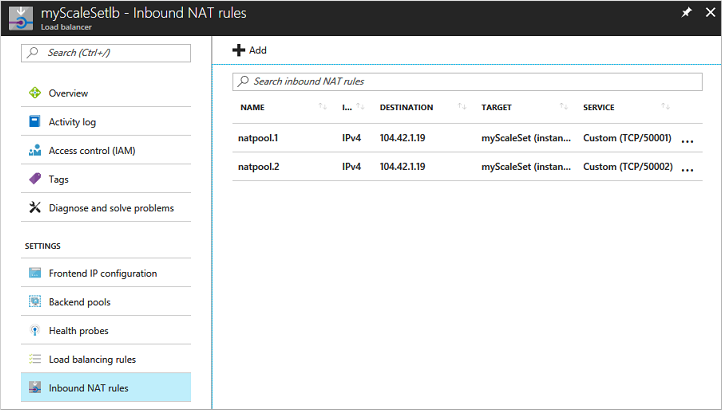 myScaleSetlb - Inbound NAT rules
Load balancer
Search (Ctrl+/)
Overview
Activity log
Access control (IAM)
Tags
Diagnose and solve problems
SETTINGS
Frontend IP configuration
Backend pools
Health probes
Load balancing rules
Inbound NAT rules
Add
Search inbound NAT rules
NAME I... DESTINATION TARGET SERVICE
natpool.1 IPv4 104.42.1.19 myScaleSet (instan... Custom (TCP/50001) ...
natpool.2 IPv4 104.42.1.19 myScaleSet (instan... Custom (TCP/50002) ...